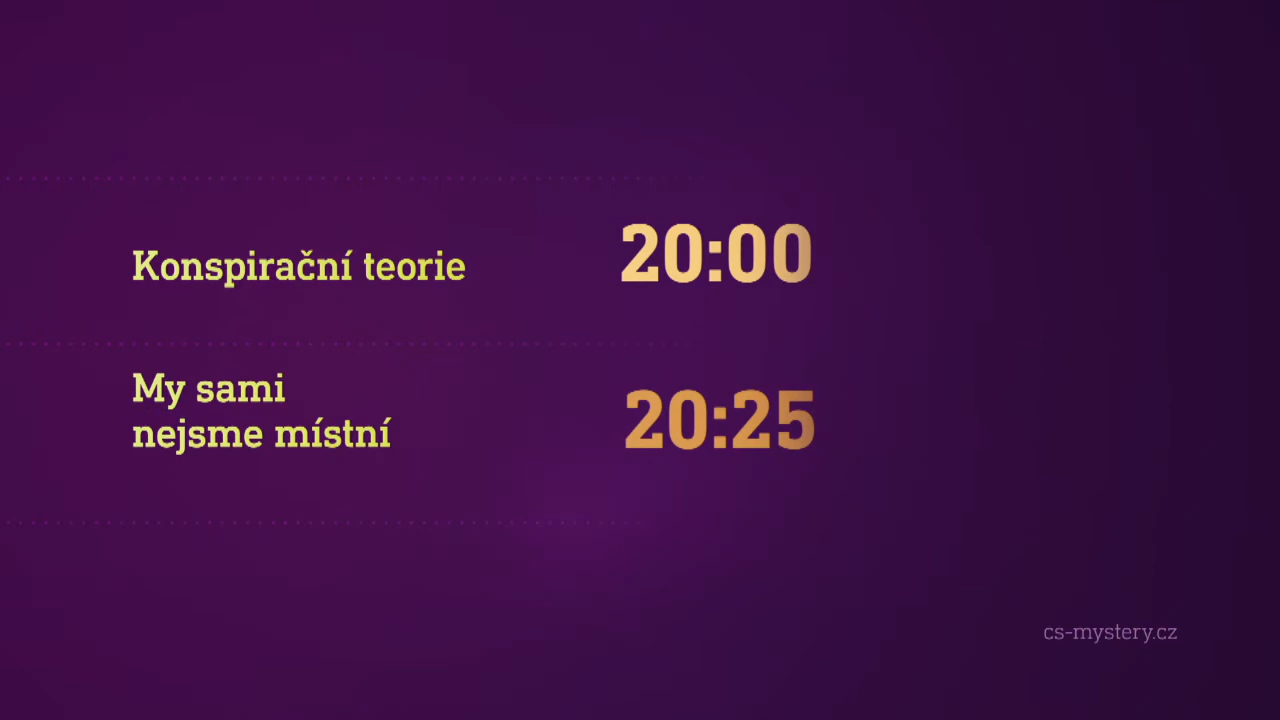 Konspirační teorie
20:00
My sami
nejsme místní
20:25
cs-mystery.cz